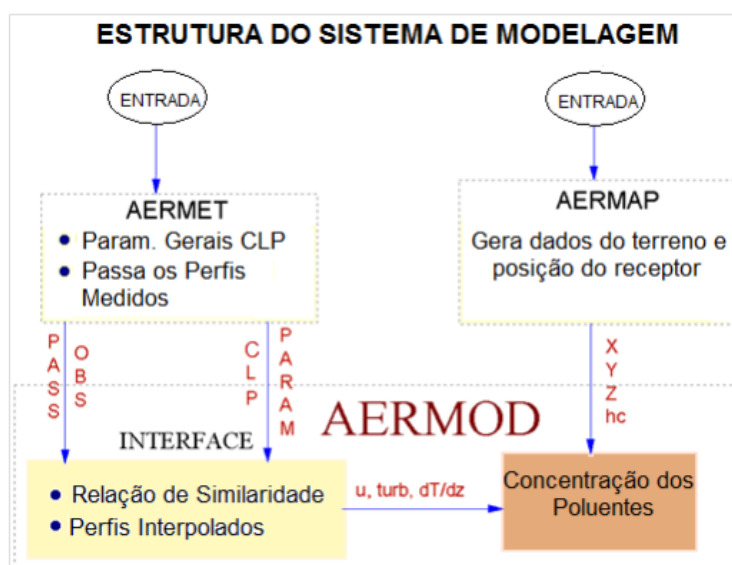 ESTRUTURA DO SISTEMA DE MODELAGEM
ENTRADA
ENTRADA
AERMET
• Param. Gerais CLP
• Passa os Perfis
Medidos
AERMAP
Gera dados do terreno e
posição do receptor
PASS
OBS
CLP
PARAM
X
Y
Z
hc
AERMOD
INTERFACE
• Relação de Similaridade
• Perfis Interpolados
u, turb, dT/dz
Concentração dos
Poluentes